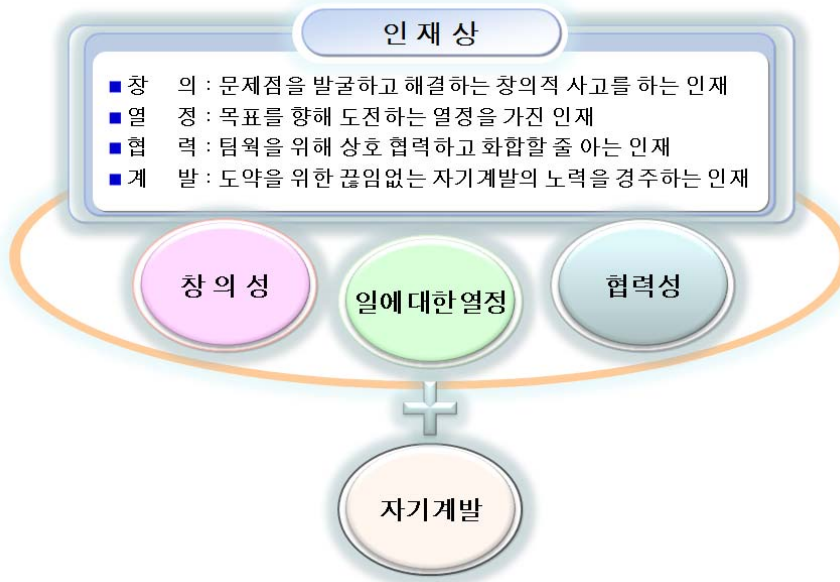 인 재 상
■ 창 의 : 문제점을 발굴하고 해결하는 창의적 사고를 하는 인재
■ 열 정 : 목표를 향해 도전하는 열정을 가진 인재
■ 협 력 : 팀웍을 위해 상호 협력하고 화합할 줄 아는 인재
■ 계 발 : 도약을 위한 끊임없는 자기계발의 노력을 경주하는 인재
창 의 성
일에 대한 열정
협력성
자기계발